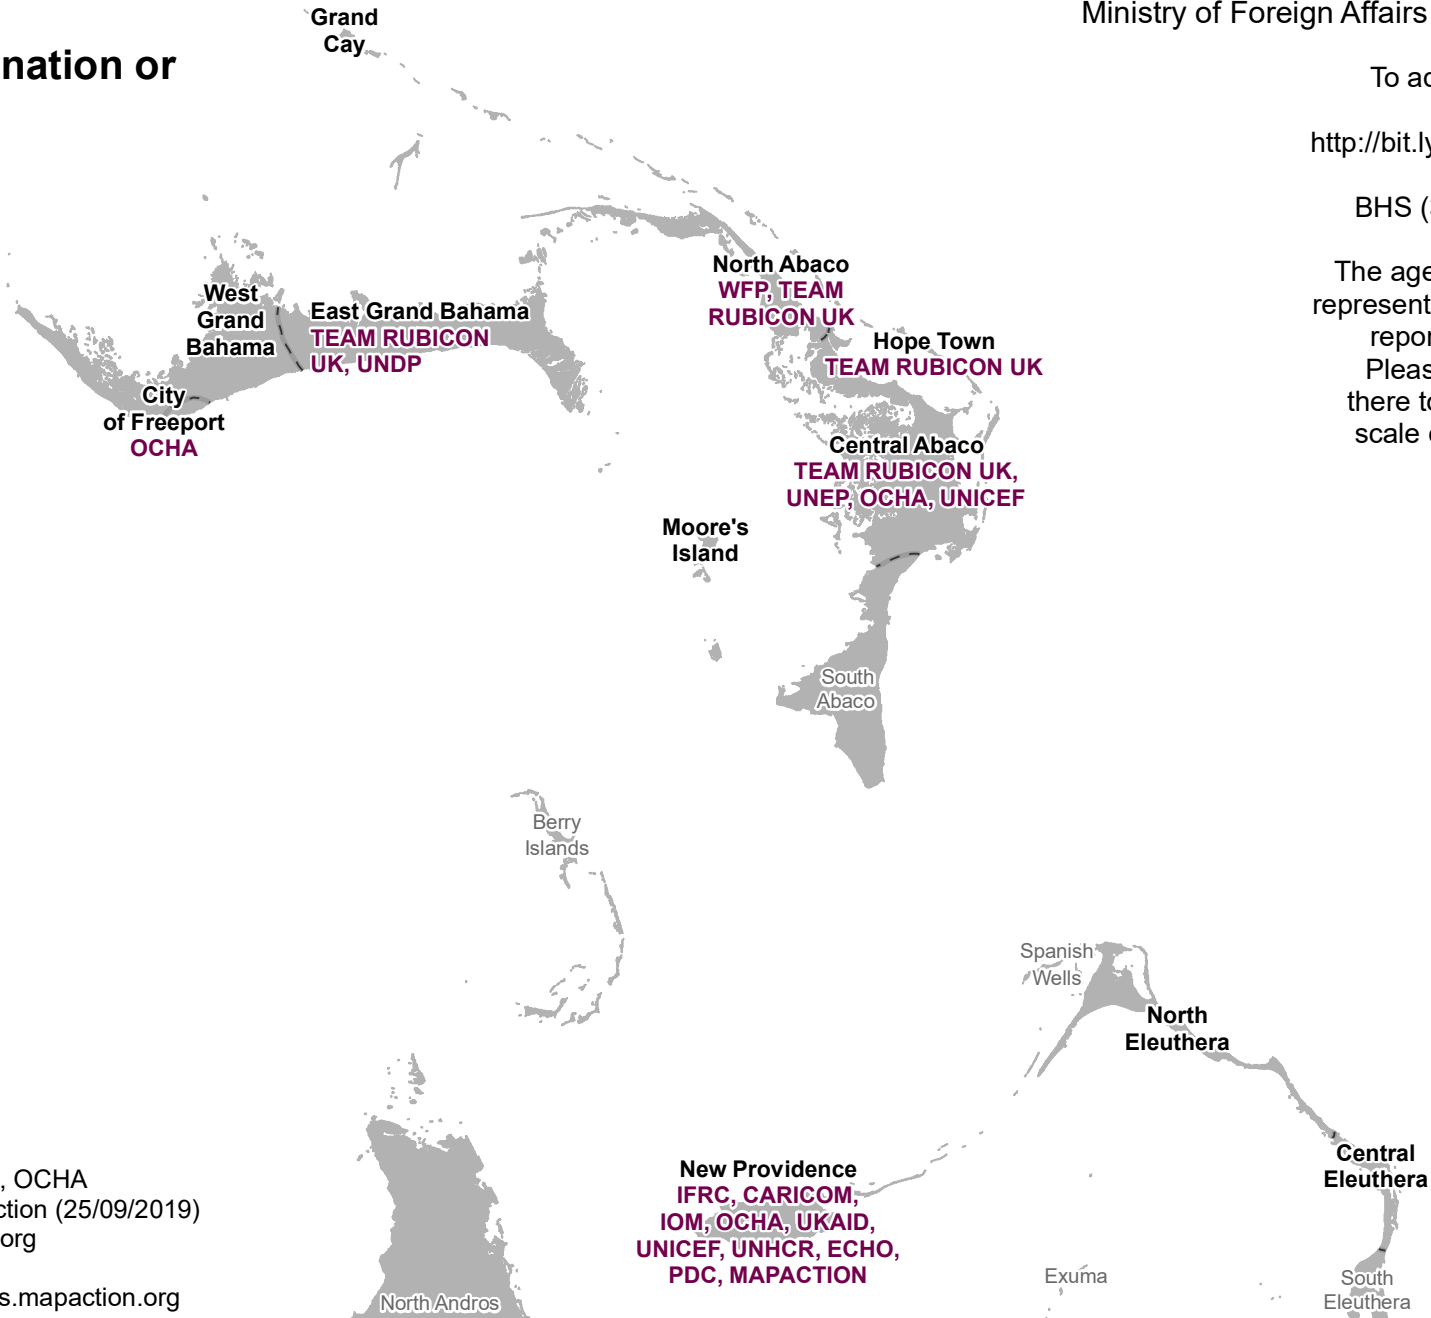 Grand
Cay
nation or
Ministry of Foreign Affairs
To ac
http://bit.ly
BHS (
The age
represent
repor
Pleas
there to
scale
West
Grand
Bahama
East Grand Bahama
TEAM RUBICON
UK, UNDP
City
of Freeport
OCHA
North Abaco
WFP, TEAM
RUBICON UK
Hope Town
TEAM RUBICON UK
Central Abaco
TEAM RUBICON UK,
UNEP, OCHA, UNICEF
Moore's
Island
South
Abaco
Berry
Islands
Spanish
Wells
North
Eleuthera
Central
Eleuthera
New Providence
IFRC, CARICOM,
IOM, OCHA, UKAID,
UNICEF, UNHCR, ECHO,
PDC, MAPACTION
Exuma
South
Eleuthera
North Andros
, OCHA
ction (25/09/2019)
org
s.mapaction.org